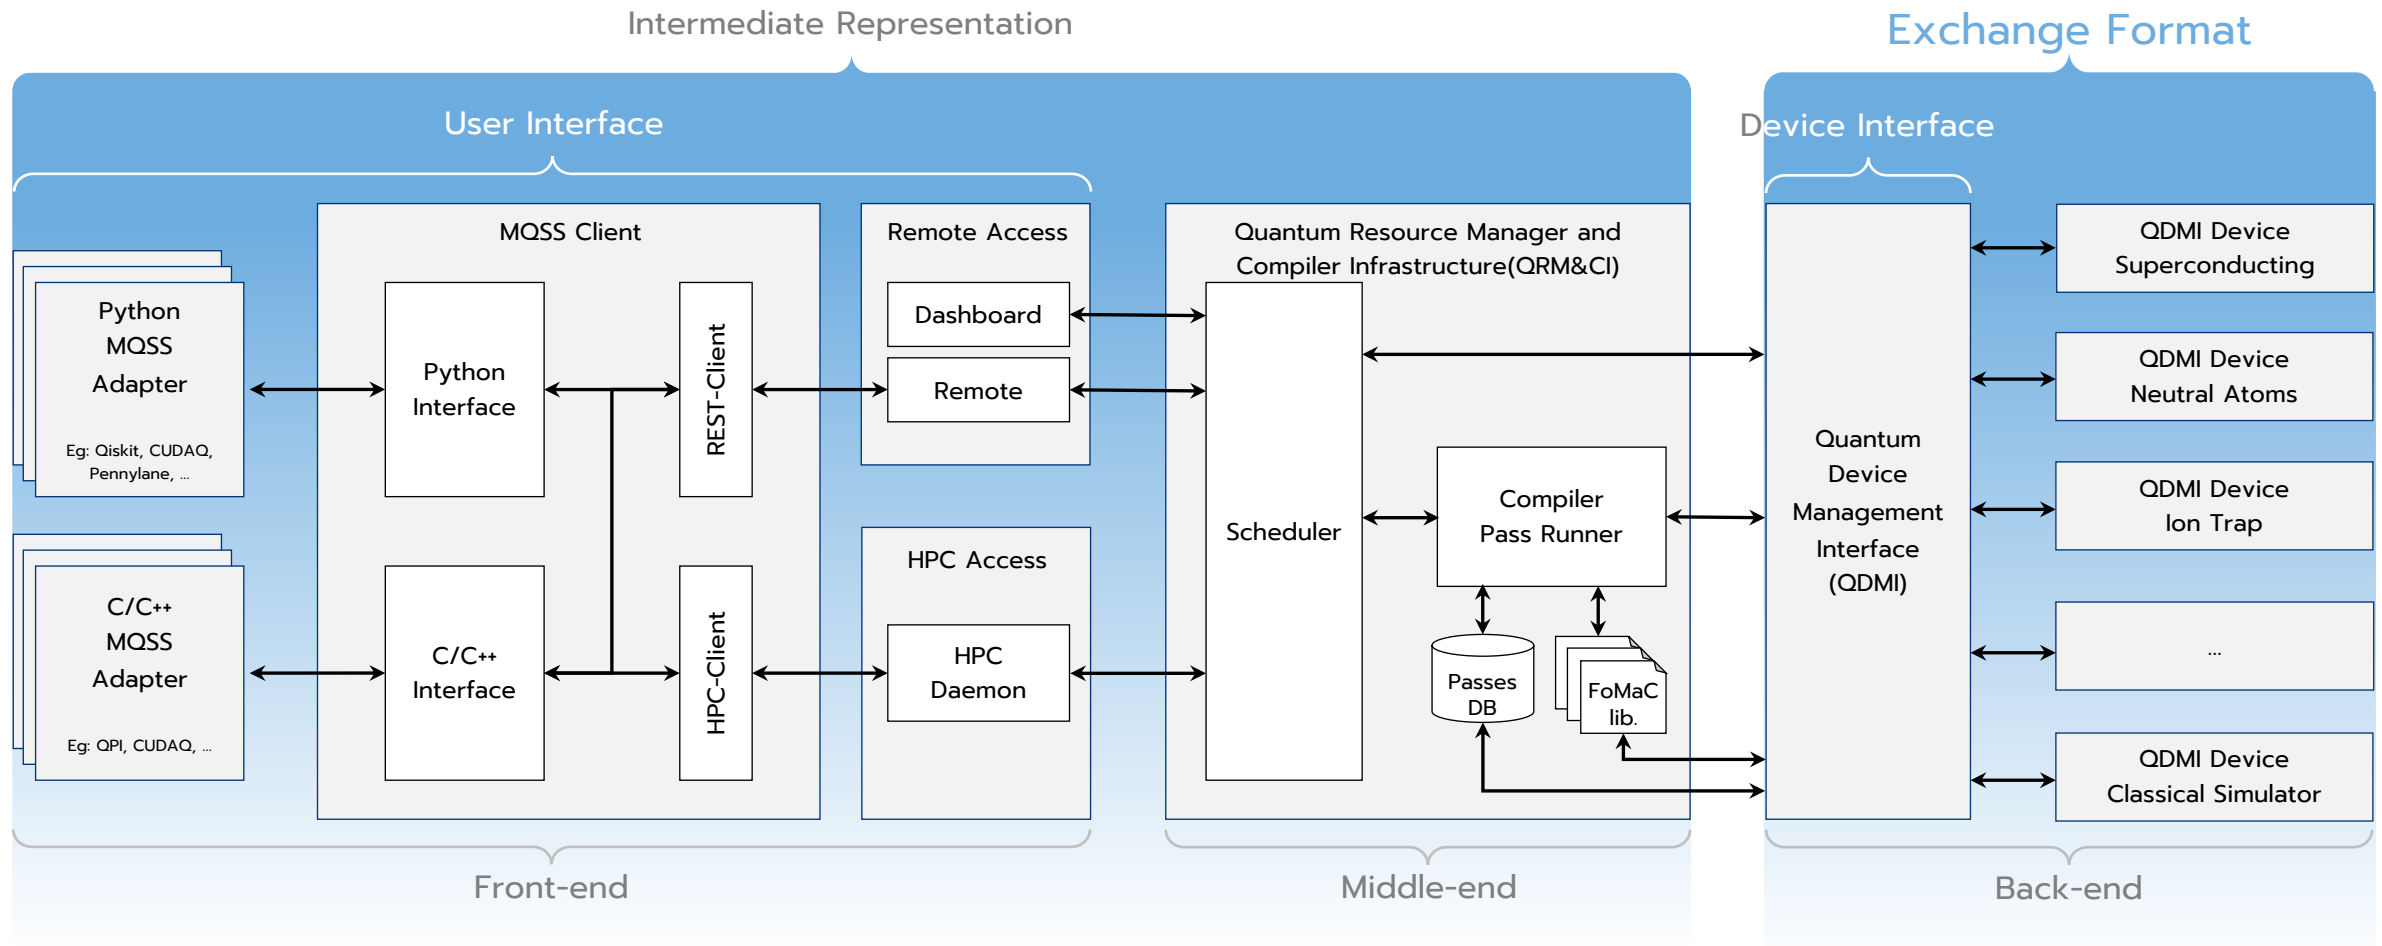 Intermediate Representation
Exchange Format
User Interface
Device Interface
Python
MQSS
Adapter
Eg: Qiskit, CUDAQ,
Pennylane, ...
C/C++
MQSS
Adapter
Eg: QPI, CUDAQ, ...
MQSS Client
Python
Interface
REST-Client
C/C++
Interface
HPC-Client
Remote Access
Dashboard
Remote
HPC Access
HPC
Daemon
Quantum Resource Manager and
Compiler Infrastructure(QRM&CI)
Scheduler
Compiler
Pass Runner
Passes
DB
FoMaC
lib.
Quantum
Device
Management
Interface
(QDMI)
QDMI Device
Superconducting
QDMI Device
Neutral Atoms
QDMI Device
Ion Trap
...
QDMI Device
Classical Simulator
Front-end
Middle-end
Back-end